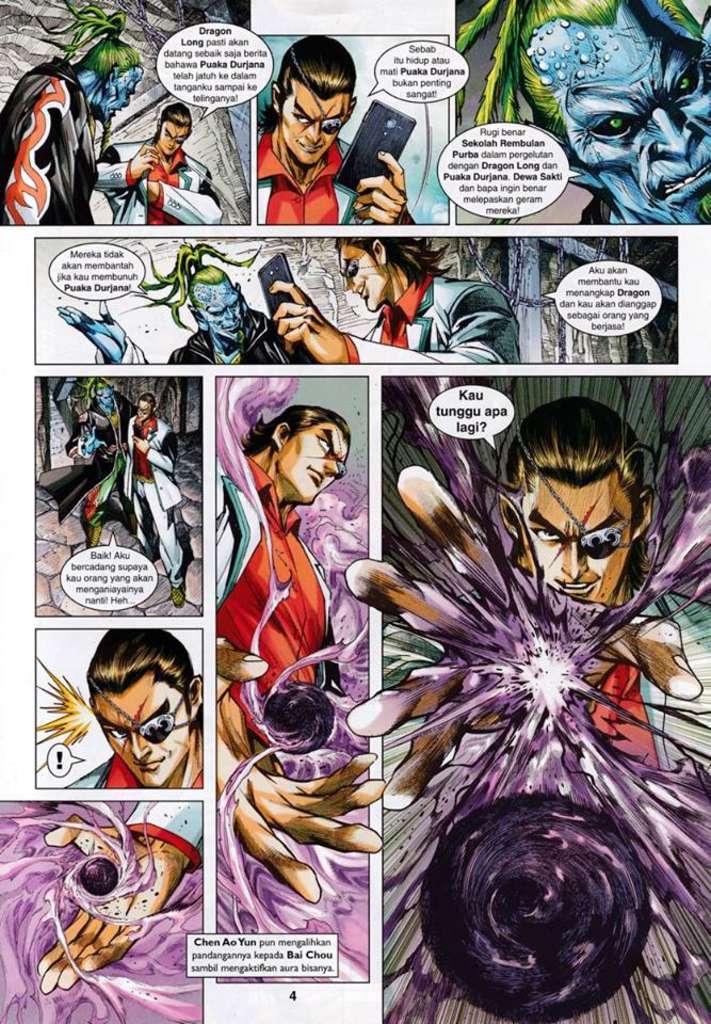 Dragon
Long pasti akan
datang sebaik saja berita
bahawa Puaka Durjana
telah jatuh ke dalam
tanganku sampai ke
telinganya!
Sebab
itu hidup atau
mati Puaka Durjana
bukan penting
sangat!
Rugi benar
Sekolah Rembulan
Purba dalam pergelutan
dengan Dragon Long dan
Puaka Durjana. Dewa Sakti
dan bapa ingin benar
melepaskan geram
mereka!
Mereka tidak
akan membantah
jika kau membunuh
Puaka Durjana!
Aku akan
membantu kau
menangkap Dragon
dan kau akan dianggap
sebagai orang yang
berjasa!
Baik! Aku
bercadang supaya
kau orang yang akan
menganiayainya
nanti! Heh...
!
Chen Ao Yun pun mengalihkan
pandangannya kepada Bai Chou
sambil mengaktifkan aura bisanya.
Kau
tunggu apa
lagi?
4